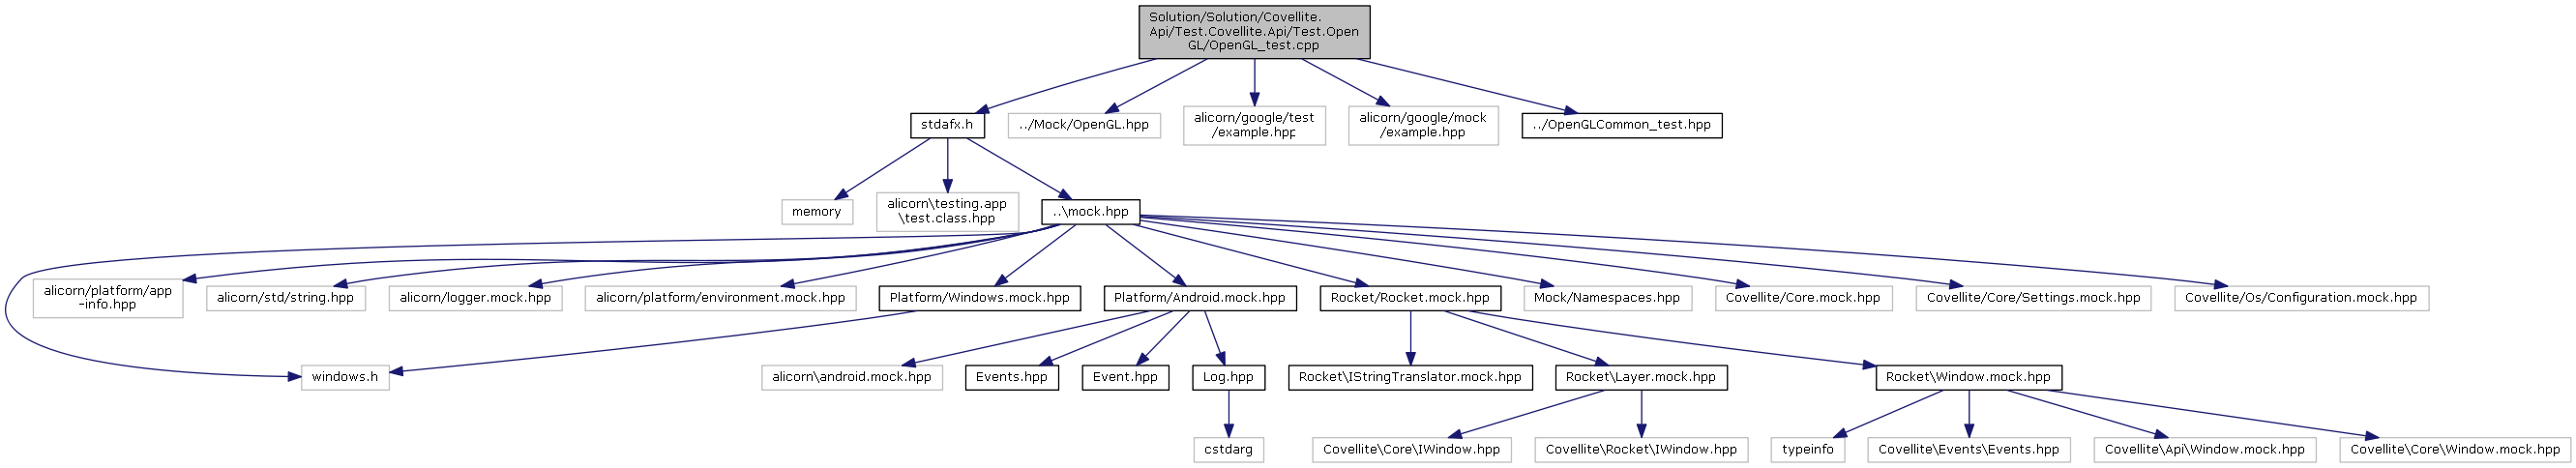 Solution/Solution/Covellite.
Api/Test.Covellite.Api/Test.Open
GL/OpenGL_test.cpp
stdafx.h
../Mock/OpenGL.hpp
alicorn/google/test
/example.hpp
alicorn/google/mock
/example.hpp
../OpenGLCommon_test.hpp
memory
alicorn\testing.app
\test.class.hpp
..\mock.hpp
alicorn/platform/app
-info.hpp
alicorn/std/string.hpp
alicorn/logger.mock.hpp
alicorn/platform/environment.mock.hpp
Platform/Windows.mock.hpp
Platform/Android.mock.hpp
Rocket/Rocket.mock.hpp
Mock/Namespaces.hpp
Covellite/Core.mock.hpp
Covellite/Core/Settings.mock.hpp
Covellite/Os/Configuration.mock.hpp
windows.h
alicorn\android.mock.hpp
Events.hpp
Event.hpp
Log.hpp
Rocket\IStringTranslator.mock.hpp
Rocket\Layer.mock.hpp
Rocket\Window.mock.hpp
cstdarg
Covellite\Core\IWindow.hpp
Covellite\Rocket\IWindow.hpp
typeinfo
Covellite\Events\Events.hpp
Covellite\Api\Window.mock.hpp
Covellite\Core\Window.mock.hpp